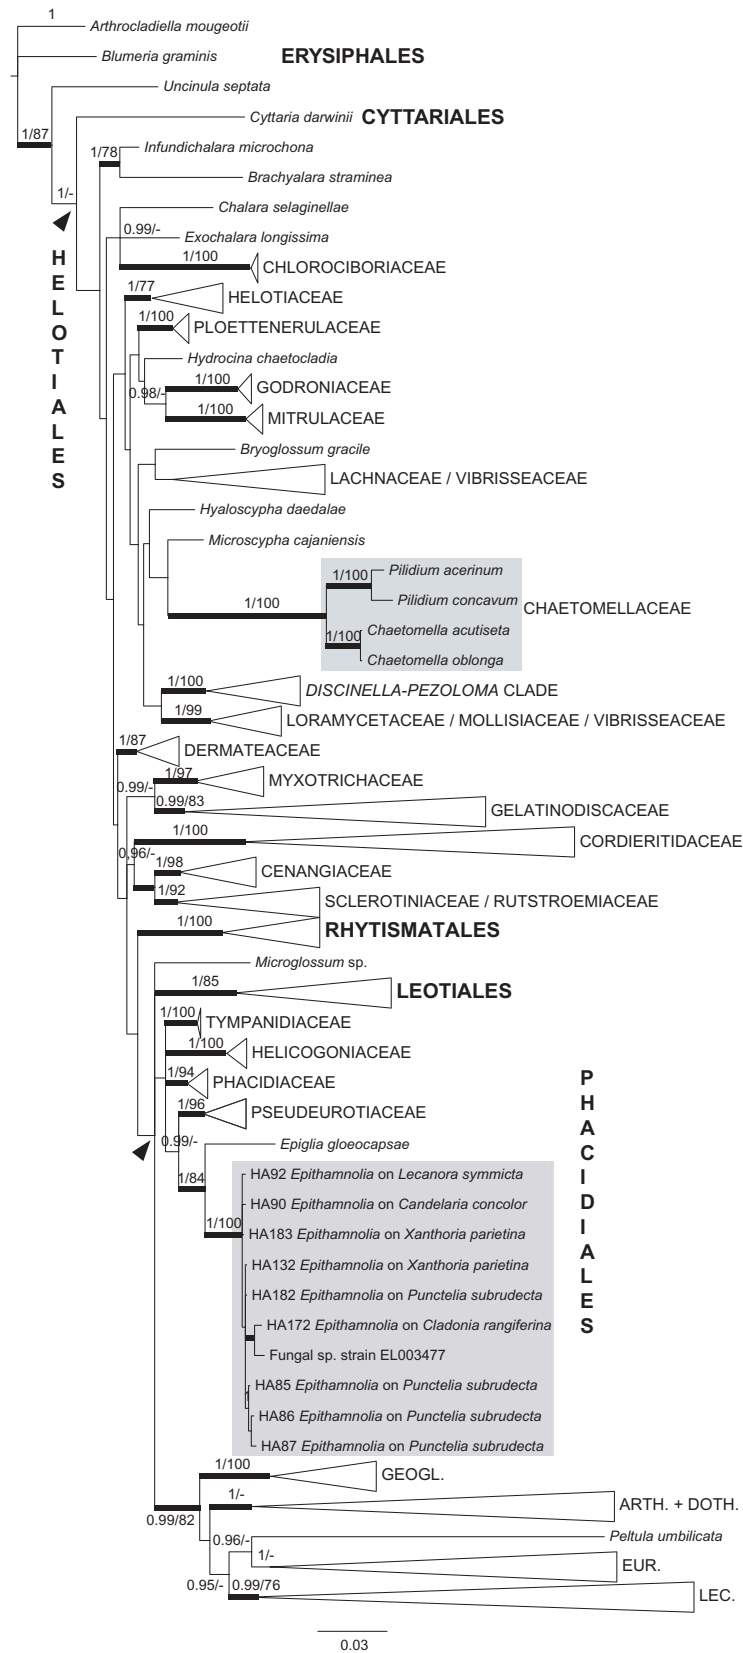 1
Arthrocladiella mougeotii
Blumeria graminis
ERYSIPHALES
Uncinula septata
Cyttaria darwinii CYTTARIALES
1/87
1/78
Infundichalara microchona
Brachyalara straminea
1/-
Chalara selaginellae
0.99/-
Exochalara longissima
1/100
CHLOROCIBORIACEAE
HELOTIALES
1/77
HELOTIACEAE
1/100
PLOETTENERULACEAE
Hydrocina chaetocladia
1/100
GODRONIACEAE
0.98/-
1/100
MITRULACEAE
Bryoglossum gracile
LACHNACEAE / VIBRISSEACEAE
Hyaloscypha daedalae
Microscypha cajaniensis
1/100
Pilidium acerinum
Pilidium concavum
1/100
CHAETOMELLACEAE
Chaetomella acutiseta
1/100
Chaetomella oblonga
1/100
DISCINELLA-PEZOLOMA CLADE
1/99
LORAMYCETACEAE / MOLLISIACEAE / VIBRISSEACEAE
1/87
DERMATEACEAE
1/97
MYXOTRICHACEAE
0.99/-
0.99/83
GELATINODISCACEAE
1/100
CORDIERITIDACEAE
0,96/-
1/98
CENANGIACEAE
1/92
SCLEROTINIACEAE / RUTSTROEMIACEAE
1/100
RHYTISMATALES
Microglossum sp.
1/85
LEOTIALES
1/100
TYMPANIDIACEAE
1/100
HELICOGONIACEAE
1/94
PHACIDIACEAE
1/96
PSEUDEUROTIACEAE
PHACIDIALES
0.99/-
Epiglia gloeocapsae
1/84
HA92 Epithamnolia on Lecanora symmicta
HA90 Epithamnolia on Candelaria concolor
1/100
HA183 Epithamnolia on Xanthoria parietina
HA132 Epithamnolia on Xanthoria parietina
HA182 Epithamnolia on Punctelia subrudecta
HA172 Epithamnolia on Cladonia rangiferina
Fungal sp. strain EL003477
HA85 Epithamnolia on Punctelia subrudecta
HA86 Epithamnolia on Punctelia subrudecta
HA87 Epithamnolia on Punctelia subrudecta
1/100
GEOGL.
1/-
ARTH. + DOTH.
0.99/82
Peltula umbilicata
0.96/-
1/-
EUR.
0.95/-
0.99/76
LEC.
0.03